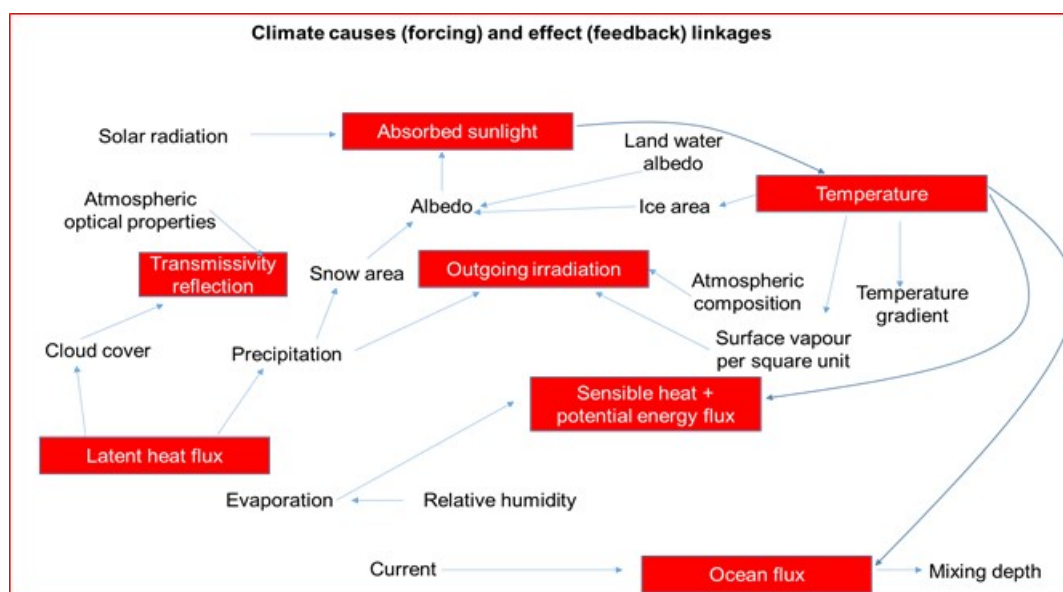 Climate causes (forcing) and effect (feedback) linkages
Solar radiation
Absorbed sunlight
Land water
albedo
Atmospheric
optical properties
Albedo
Ice area
Temperature
Transmissivity
reflection
Snow area
Outgoing irradiation
Atmospheric
composition
Temperature
gradient
Cloud cover
Precipitation
Surface vapour
per square unit
Sensible heat +
potential energy flux
Latent heat flux
Evaporation
Relative humidity
Current
Ocean flux
Mixing depth